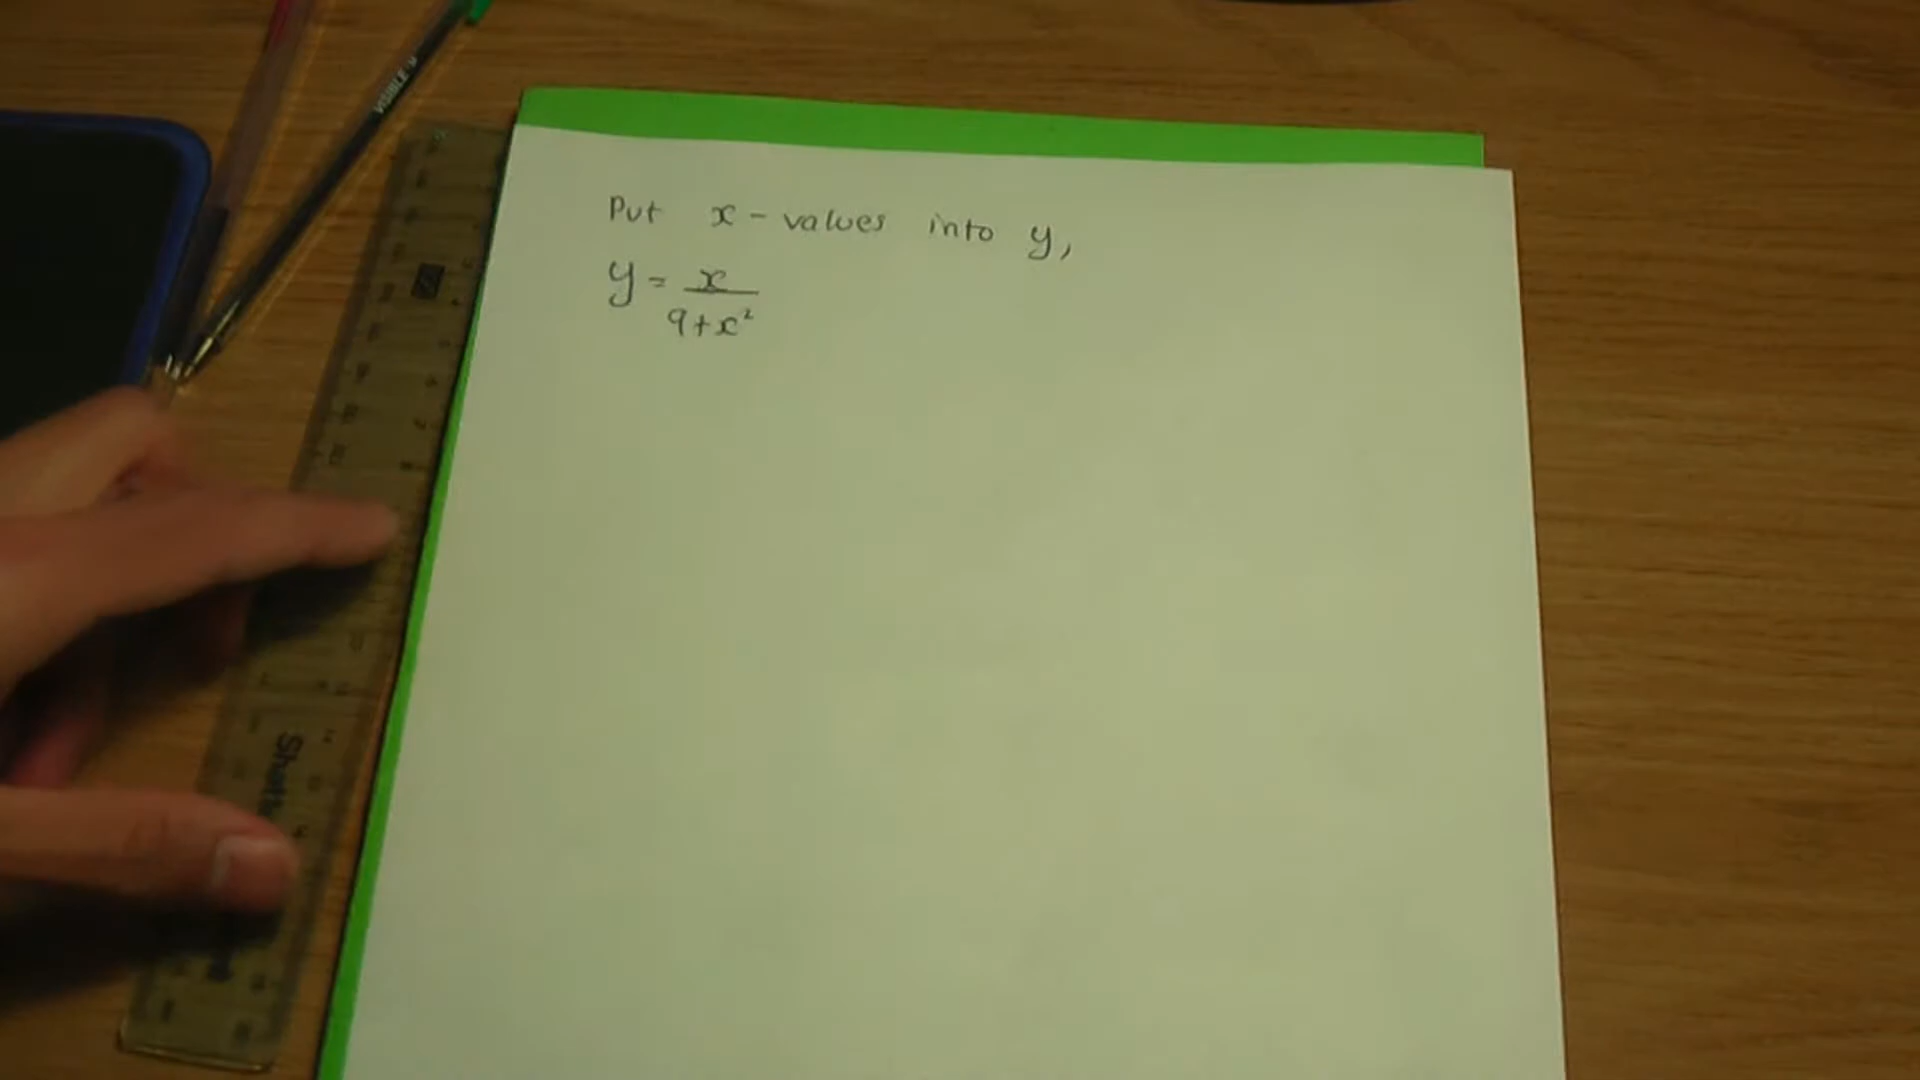 Put x - values into y,
y = x
9+x²